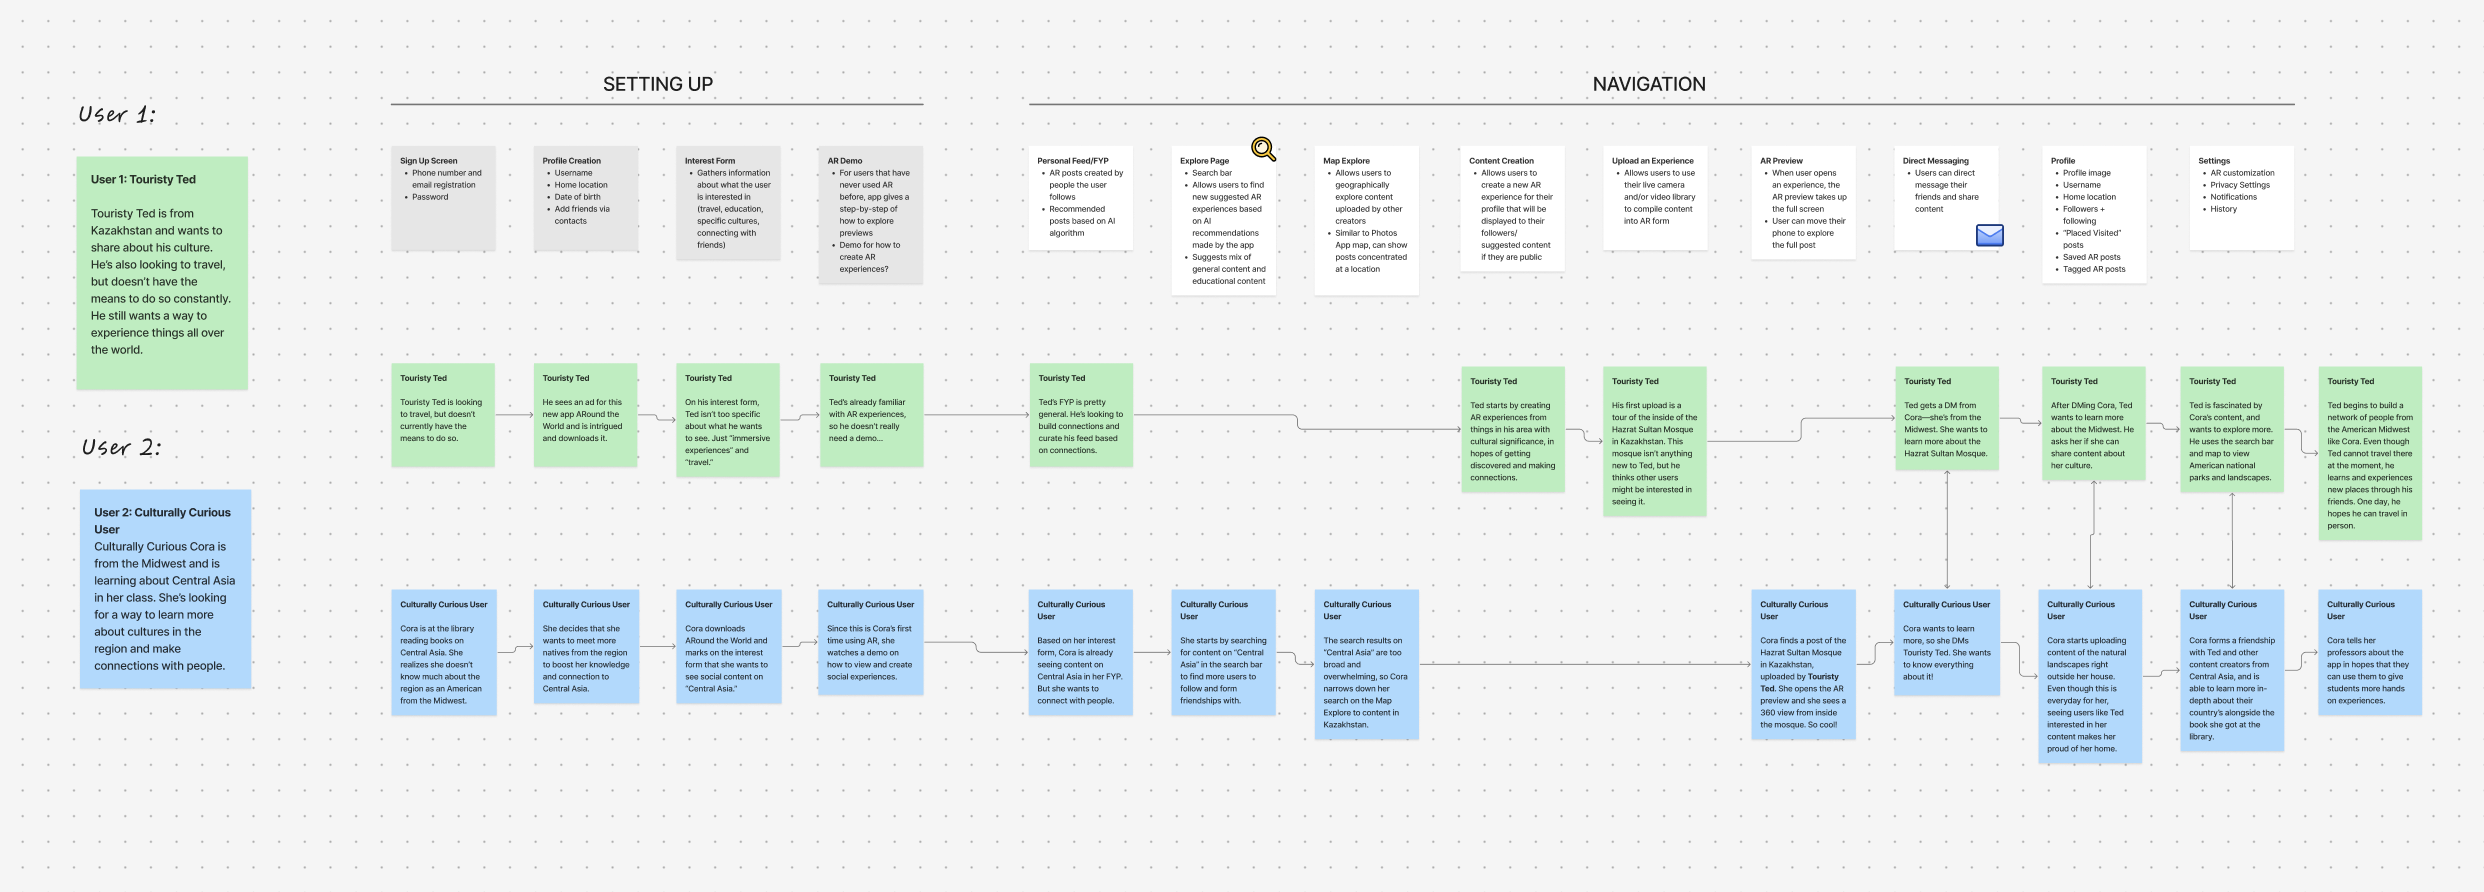 SETTING UP
NAVIGATION
User 1:
User 1: Touristy Ted
Touristy Ted is from
Kazakhstan and wants to
share about his culture.
He's also looking to travel,
but doesn't have the
means to do so constantly.
He still wants a way to
experience things all over
the world.
User 2:
User 2: Culturally Curious
User
Culturally Curious Cora is
from the Midwest and is
learning about Central Asia
in her class. She's looking
for a way to learn more
about cultures in the
region and make
connections with people.
Sign Up Screen
• Phone number and
email registration
• Password
Profile Creation
• Username
• Home location
• Date of birth
• Add friends via
contacts
Interest Form
• Gathers information
about what the user
is interested in
(travel, education,
specific cultures,
connecting with
friends)
AR Demo
• For users that have
never used AR
before, app gives a
step-by-step of
how to explore
previews
• Demo for how to
create AR
experiences?
Personal Feed/FYP
• AR posts created by
people the user
follows
• Recommended
posts based on AI
algorithm
Explore Page
• Search bar
• Allows users to find
new suggested AR
experiences based
on AI
recommendations
made by the app
• Suggests mix of
general content and
educational content
Map Explore
• Allows users to
geographically
explore content
uploaded by other
creators
• Similar to Photos
App map, can show
posts concentrated
at a location
Content Creation
• Allows users to
create a new AR
experience for their
profile that will be
displayed to their
followers/
suggested content
if they are public
Upload an Experience
• Allows users to use
their live camera
and/or video library
to compile content
into AR form
AR Preview
• When user opens
an experience, the
AR preview takes up
the full screen
• User can move their
phone to explore
the full post
Direct Messaging
• Users can direct
message their
friends and share
content
Profile
• Profile image
• Username
• Home location
• Followers +
following
• "Placed Visited"
posts
• Saved AR posts
• Tagged AR posts
Settings
• AR customization
• Privacy Settings
• Notifications
• History
Touristy Ted
Touristy Ted is looking
to travel, but doesn't
currently have the
means to do so.
Touristy Ted
He sees an ad for this
new app ARound the
World and is intrigued
and downloads it.
Touristy Ted
On his interest form,
Ted isn't too specific
about what he wants
to see. Just "immersive
experiences" and
"travel."
Touristy Ted
Ted's already familiar
with AR experiences,
so he doesn't really
need a demo...
Touristy Ted
Ted's FYP is pretty
general. He's looking to
build connections and
curate his feed based
on connections.
Touristy Ted
Ted starts by creating
AR experiences from
things in his area with
cultural significance, in
hopes of getting
discovered and making
connections.
Touristy Ted
His first upload is a
tour of the inside of the
Hazrat Sultan Mosque
in Kazakhstan. This
mosque isn't anything
new to Ted, but he
thinks other users
might be interested in
seeing it.
Touristy Ted
Ted gets a DM from
Cora—she's from the
Midwest. She wants to
learn more about the
Hazrat Sultan Mosque.
Touristy Ted
After DMing Cora, Ted
wants to learn more
about the Midwest. He
asks her if she can
share content about
her culture.
Touristy Ted
Ted is fascinated by
Cora's content, and
wants to explore more.
He uses the search bar
and map to view
American national
parks and landscapes.
Touristy Ted
Ted begins to build a
network of people from
the American Midwest
like Cora. Even though
Ted cannot travel there
at the moment, he
learns and experiences
new places through his
friends. One day, he
hopes he can travel in
person.
Culturally Curious User
Cora is at the library
reading books on
Central Asia. She
realizes she doesn't
know much about the
region as an American
from the Midwest.
Culturally Curious User
She decides that she
wants to meet more
natives from the region
to boost her knowledge
and connection to
Central Asia.
Culturally Curious User
Cora downloads
ARound the World and
marks on the interest
form that she wants to
see social content on
"Central Asia."
Culturally Curious User
Since this is Cora's first
time using AR, she
watches a demo on
how to view and create
social experiences.
Culturally Curious
User
Based on her interest
form, Cora is already
seeing content on
Central Asia in her FYP.
But she wants to
connect with people.
Culturally Curious
User
She starts by searching
for content on "Central
Asia" in the search bar
to find more users to
follow and form
friendships with.
Culturally Curious
User
The search results on
"Central Asia" are too
broad and
overwhelming, so Cora
narrows down her
search on the Map
Explore to content in
Kazakhstan.
Culturally Curious
User
Cora finds a post of the
Hazrat Sultan Mosque
in Kazakhstan,
uploaded by Touristy
Ted. She opens the AR
preview and she sees a
360 view from inside
the mosque. So cool!
Culturally Curious User
Cora wants to learn
more, so she DMs
Touristy Ted. She wants
to know everything
about it!
Culturally Curious
User
Cora starts uploading
content of the natural
landscapes right
outside her house.
Even though this is
everyday for her,
seeing users like Ted
interested in her
content makes her
proud of her home.
Culturally Curious
User
Cora forms a friendship
with Ted and other
content creators from
Central Asia, and is
able to learn more in-
depth about their
country's alongside the
book she got at the
library.
Culturally Curious
User
Cora tells her
professors about the
app in hopes that they
can use them to give
students more hands
on experiences.